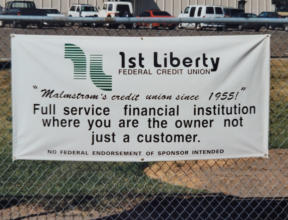 1st Liberty
FEDERAL CREDIT UNION
"Malmstrom's credit union since 1955!"
Full service financial institution
where you are the owner not
just a customer.
NO FEDERAL ENDORSEMENT OF SPONSOR INTENDED